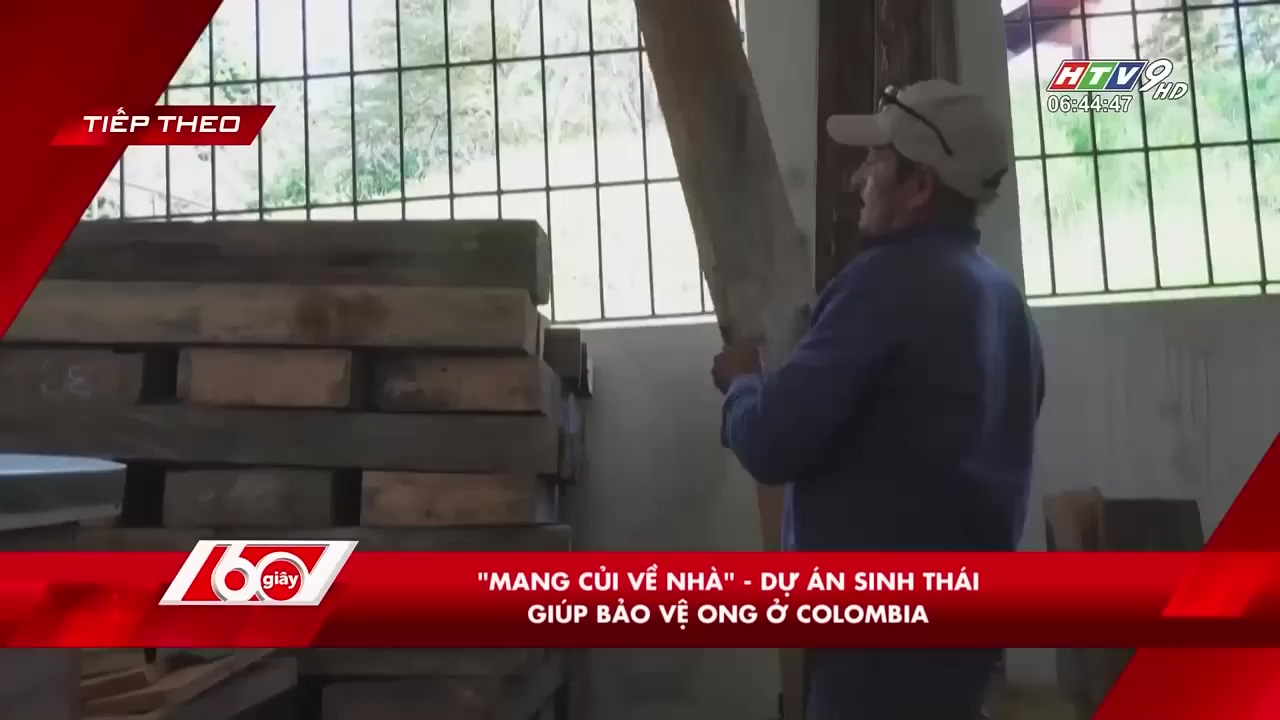 TIẾP THEO
HTV9 HD
06:44:47
60 giây
"MANG CỦI VỀ NHÀ" - DỰ ÁN SINH THÁI
GIÚP BẢO VỆ ONG Ở COLOMBIA